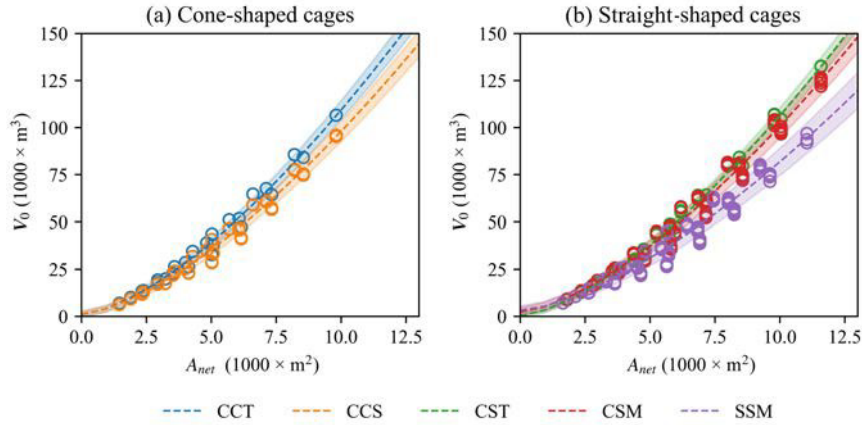 (a) Cone-shaped cages
(b) Straight-shaped cages
150
125
100
75
50
25
0
V₀ (1000 × m³)
0.0 2.5 5.0 7.5 10.0 12.5
A_net (1000 × m²)
150
125
100
75
50
25
0
V₀ (1000 × m³)
0.0 2.5 5.0 7.5 10.0 12.5
A_net (1000 × m²)
CCT CCS CST CSM SSM